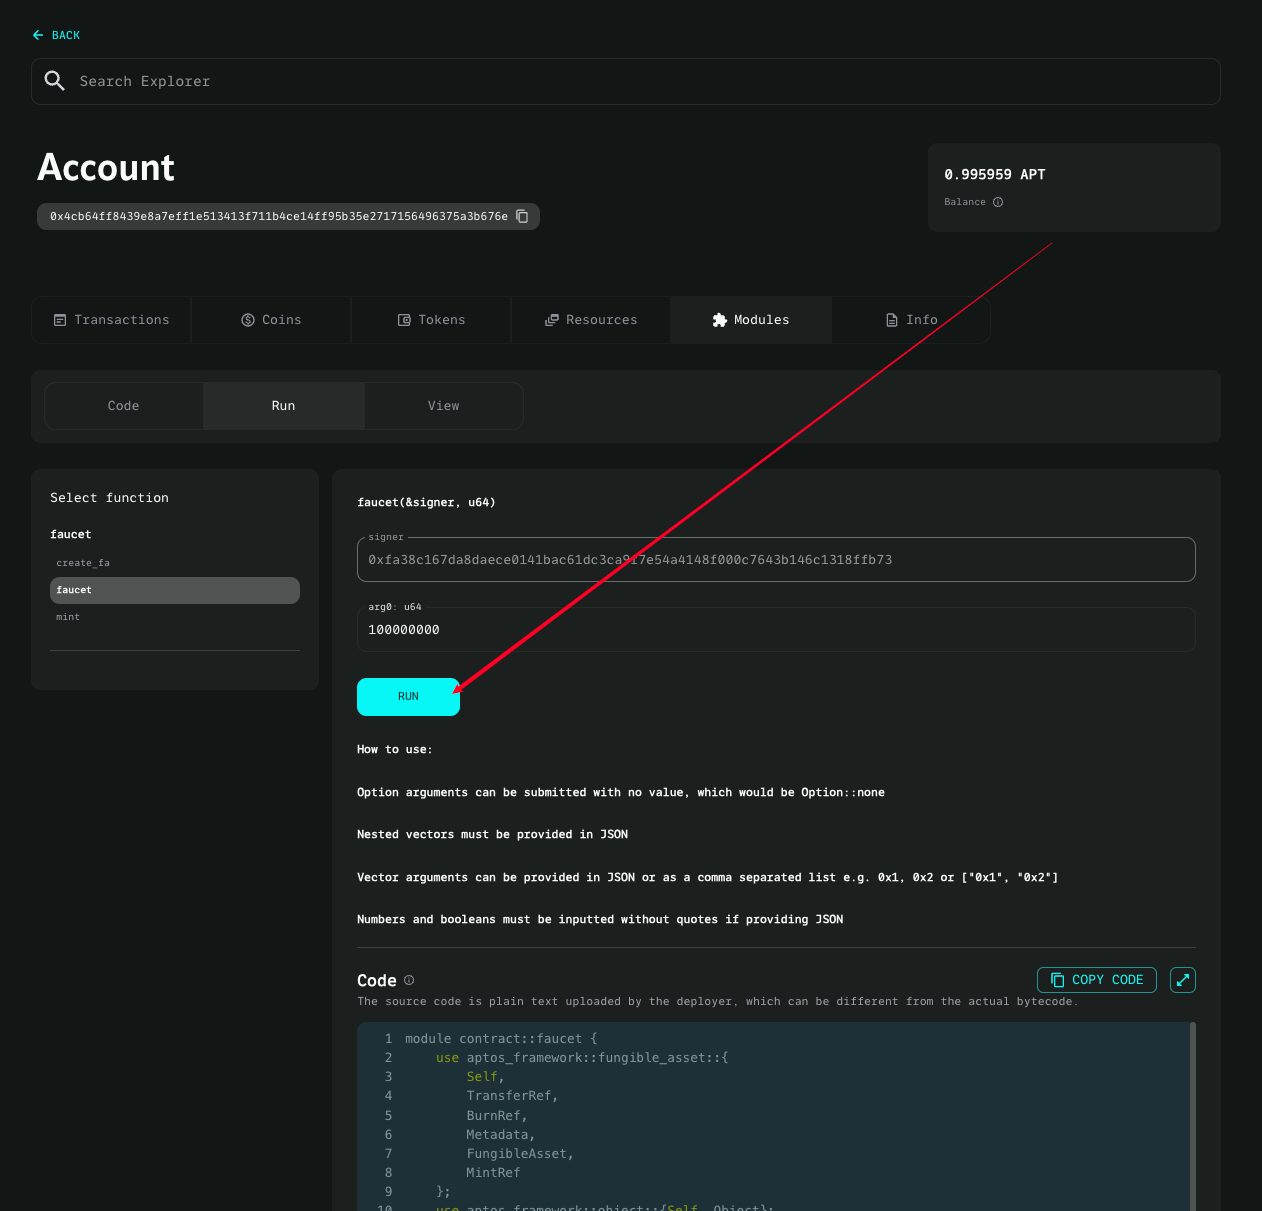 BACK
Search Explorer
Account
0.995959 APT
Balance
0x4cb64ff8439e8a7eff1e513413f711b4ce14ff95b35e2717156496375a3b676e
Transactions
Coins
Tokens
Resources
Modules
Info
Code
Run
View
Select function
faucet
create_fa
faucet
mint
faucet(&signer, u64)
signer
0xfa38c167da8daece0141bac61dc3ca9f7e54a4148f000c7643b146c1318ffb73
arg0: u64
100000000
RUN
How to use:
Option arguments can be submitted with no value, which would be Option::none
Nested vectors must be provided in JSON
Vector arguments can be provided in JSON or as a comma separated list e.g. 0x1, 0x2 or ["0x1", "0x2"]
Numbers and booleans must be inputted without quotes if providing JSON
Code
COPY CODE
The source code is plain text uploaded by the deployer, which can be different from the actual bytecode.
1 module contract::faucet {
2 use aptos_framework::fungible_asset::{
3 Self,
4 TransferRef,
5 BurnRef,
6 Metadata,
7 FungibleAsset,
8 MintRef
9 };
10 use aptos_framework::object::{Self, Object};